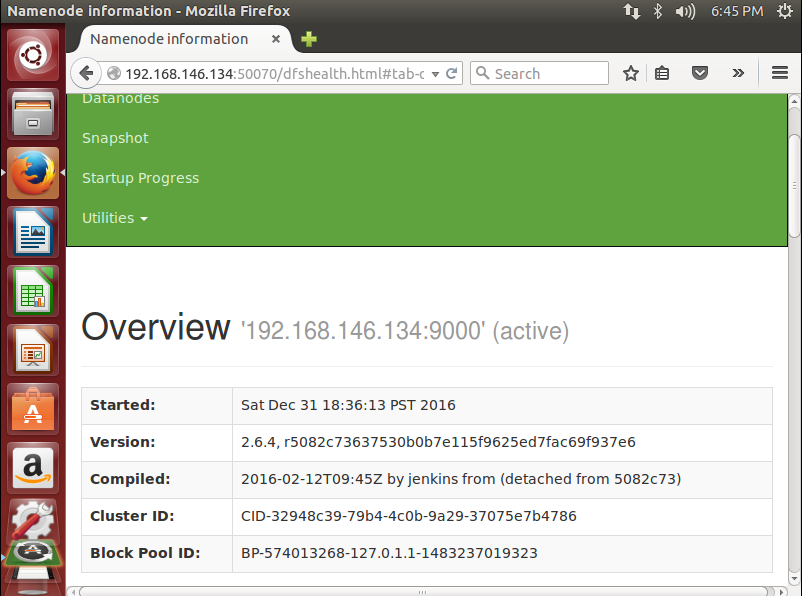 Namenode information - Mozilla Firefox
6:45 PM
Namenode information
192.168.146.134:50070/dfshealth.html#tab-o
Search
Datanodes
Snapshot
Startup Progress
Utilities
Overview '192.168.146.134:9000' (active)
Started: Sat Dec 31 18:36:13 PST 2016
Version: 2.6.4, r5082c73637530b0b7e115f9625ed7fac69f937e6
Compiled: 2016-02-12T09:45Z by jenkins from (detached from 5082c73)
Cluster ID: CID-32948c39-79b4-4c0b-9a29-37075e7b4786
Block Pool ID: BP-574013268-127.0.1.1-1483237019323